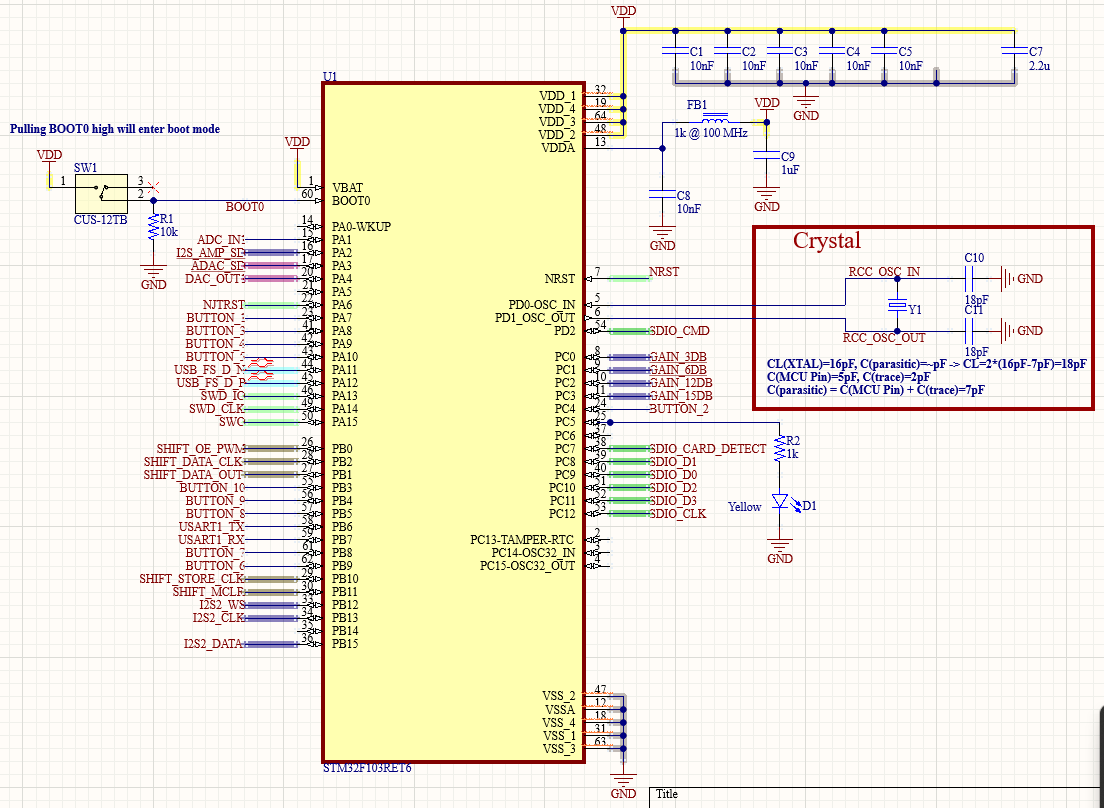 VDD
C1
10nF
C2
10nF
C3
10nF
C4
10nF
C5
10nF
C7
2.2u
GND
U1
Pulling BOOT0 high will enter boot mode
VDD
SW1
1
3
2
CUS-12TB
BOOT0
R1
10k
GND
VDD
FB1
1k @ 100 MHz
VDD
C9
1uF
GND
C8
10nF
GND
VDD_1 32
VDD_4 19
VDD_3 64
VDD_2 48
VDDA 13
1 VBAT
60 BOOT0
14 PA0-WKUP
ADC_IN1 15 PA1
I2S_AMP_SD 16 PA2
ADAC_SD 17 PA3
DAC_OUT1 20 PA4
21 PA5
NJTRST 22 PA6
BUTTON_1 23 PA7
BUTTON_3 41 PA8
BUTTON_4 42 PA9
BUTTON_5 43 PA10
USB_FS_D_N 44 PA11
USB_FS_D_P 45 PA12
SWD_IO 46 PA13
SWD_CLK 49 PA14
SWO 50 PA15
SHIFT_OE_PWM 26 PB0
SHIFT_DATA_CLK 28 PB2
SHIFT_DATA_OUT 27 PB1
BUTTON_10 55 PB3
BUTTON_9 56 PB4
BUTTON_8 57 PB5
USART1_TX 58 PB6
USART1_RX 59 PB7
BUTTON_7 61 PB8
BUTTON_6 62 PB9
SHIFT_STORE_CLK 29 PB10
SHIFT_MCLR 30 PB11
I2S2_WS 33 PB12
I2S2_CLK 34 PB13
35 PB14
I2S2_DATA 36 PB15
NRST 7 NRST
PD0-OSC_IN 5
PD1_OSC_OUT 6
PD2 54 SDIO_CMD
PC0 8 GAIN_3DB
PC1 9 GAIN_6DB
PC2 10 GAIN_12DB
PC3 11 GAIN_15DB
PC4 24 BUTTON_2
PC5 25
PC6 37
PC7 38 SDIO_CARD_DETECT
PC8 39 SDIO_D1
PC9 40 SDIO_D0
PC10 51 SDIO_D2
PC11 52 SDIO_D3
PC12 53 SDIO_CLK
PC13-TAMPER-RTC 2
PC14-OSC32_IN 3
PC15-OSC32_OUT 4
VSS_2 47
VSSA 12
VSS_4 18
VSS_1 31
VSS_3 63
GND
STM32F103RET6
Crystal
RCC_OSC_IN
C10
18pF
GND
Y1
RCC_OSC_OUT
C11
18pF
GND
CL(XTAL)=16pF, C(parasitic)=~pF -> CL=2*(16pF-7pF)=18pF
C(MCU Pin)=5pF, C(trace)=2pF
C(parasitic) = C(MCU Pin) + C(trace)=7pF
R2
1k
Yellow
D1
GND
Title